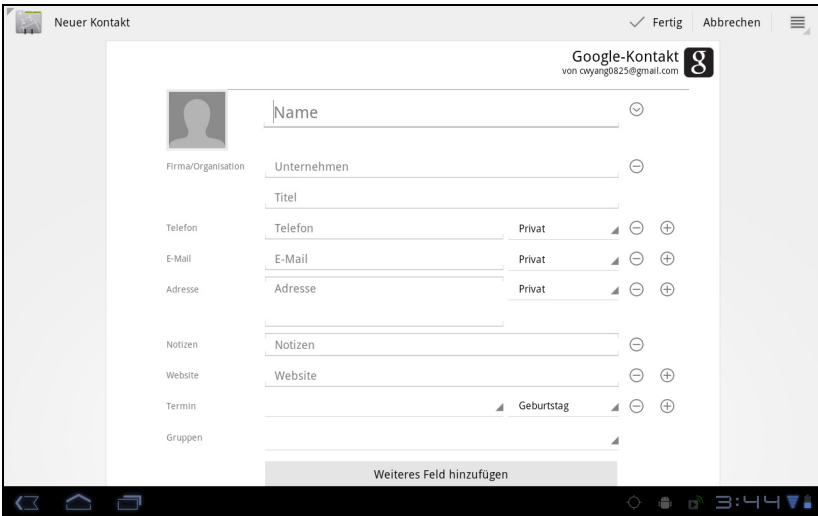 Neuer Kontakt
Fertig
Abbrechen
Google-Kontakt
von cwyang0825@gmail.com
g
Name
Firma/Organisation
Unternehmen
Titel
Telefon
Telefon
Privat
E-Mail
E-Mail
Privat
Adresse
Adresse
Privat
Notizen
Notizen
Website
Website
Termin
Geburtstag
Gruppen
Weiteres Feld hinzufügen
3:44